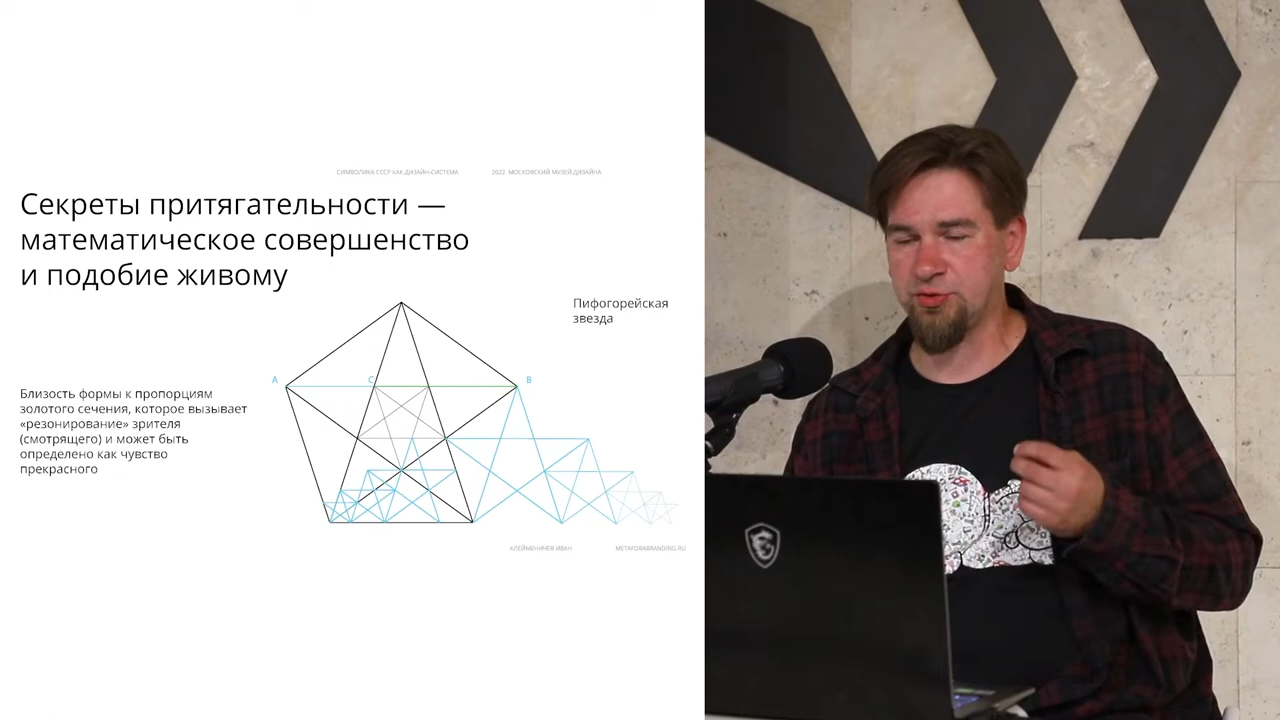 СИМВОЛИКА СССР КАК ДИЗАЙН-СИСТЕМА
2022 МОСКОВСКИЙ МУЗЕЙ ДИЗАЙНА
Секреты притягательности —
математическое совершенство
и подобие живому
Пифогорейская
звезда
A
C
B
Близость формы к пропорциям
золотого сечения, которое вызывает
«резонирование» зрителя
(смотрящего) и может быть
определено как чувство
прекрасного
КЛЕЙМЕНИЧЕВ ИВАН
METAFORABRANDING.RU